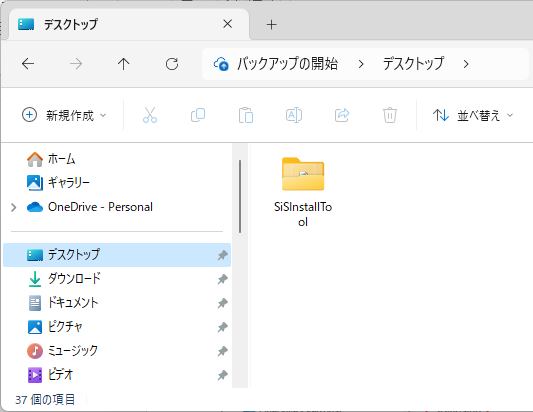 デスクトップ
バックアップの開始 > デスクトップ >
新規作成
並べ替え
ホーム
ギャラリー
OneDrive - Personal
デスクトップ
ダウンロード
ドキュメント
ピクチャ
ミュージック
ビデオ
SiSInstallTo
ol
37 個の項目